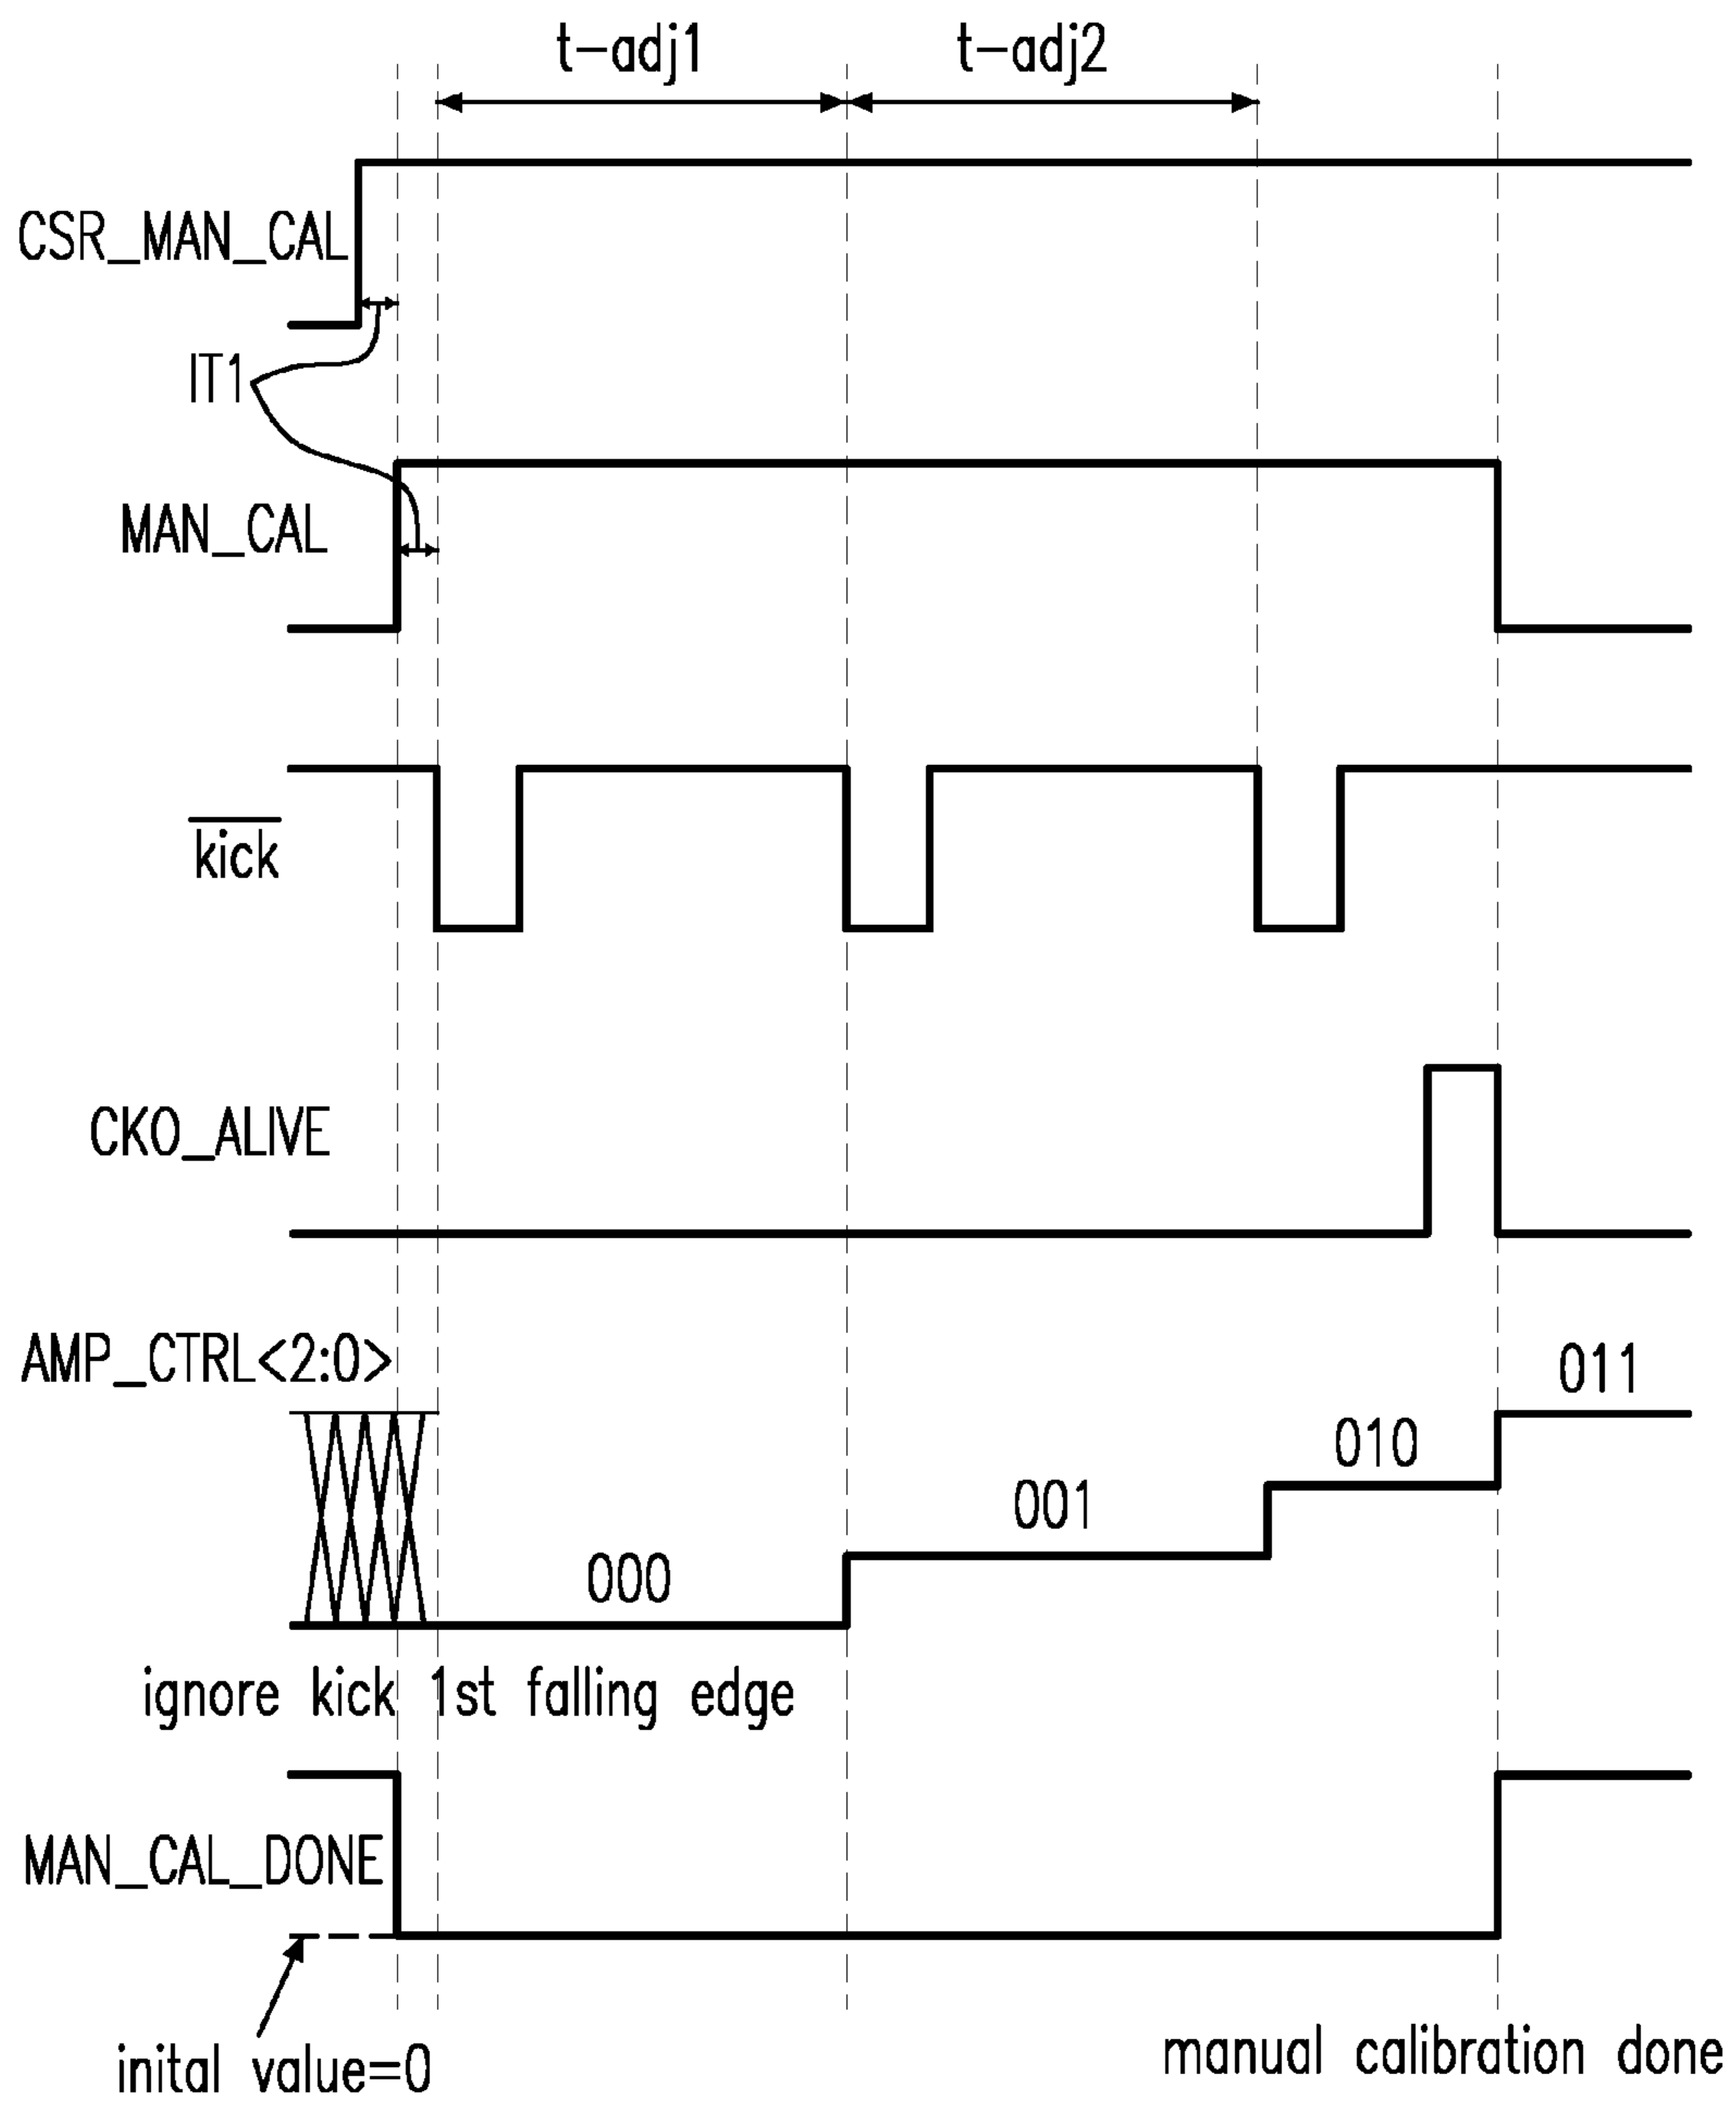 t-adj1 t-adj2
CSR_MAN_CAL
IT1
MAN_CAL
kick
CKO_ALIVE
AMP_CTRL<2:0>
011
010
001
000
ignore kick 1st falling edge
MAN_CAL_DONE
inital value=0
manual calibration done